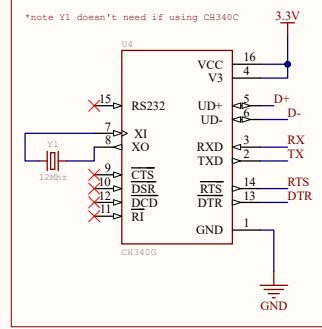 *note Y1 doesn't need if using CH340C
3.3V
U4
VCC 16
V3 4
15 RS232
UD+ 5 D+
UD- 6 D-
7 XI
8 XO
Y1
12Mhz
RXD 3 RX
TXD 2 TX
9 CTS
10 DSR
12 DCD
11 RI
RTS 14 RTS
DTR 13 DTR
GND 1
CH340G
GND